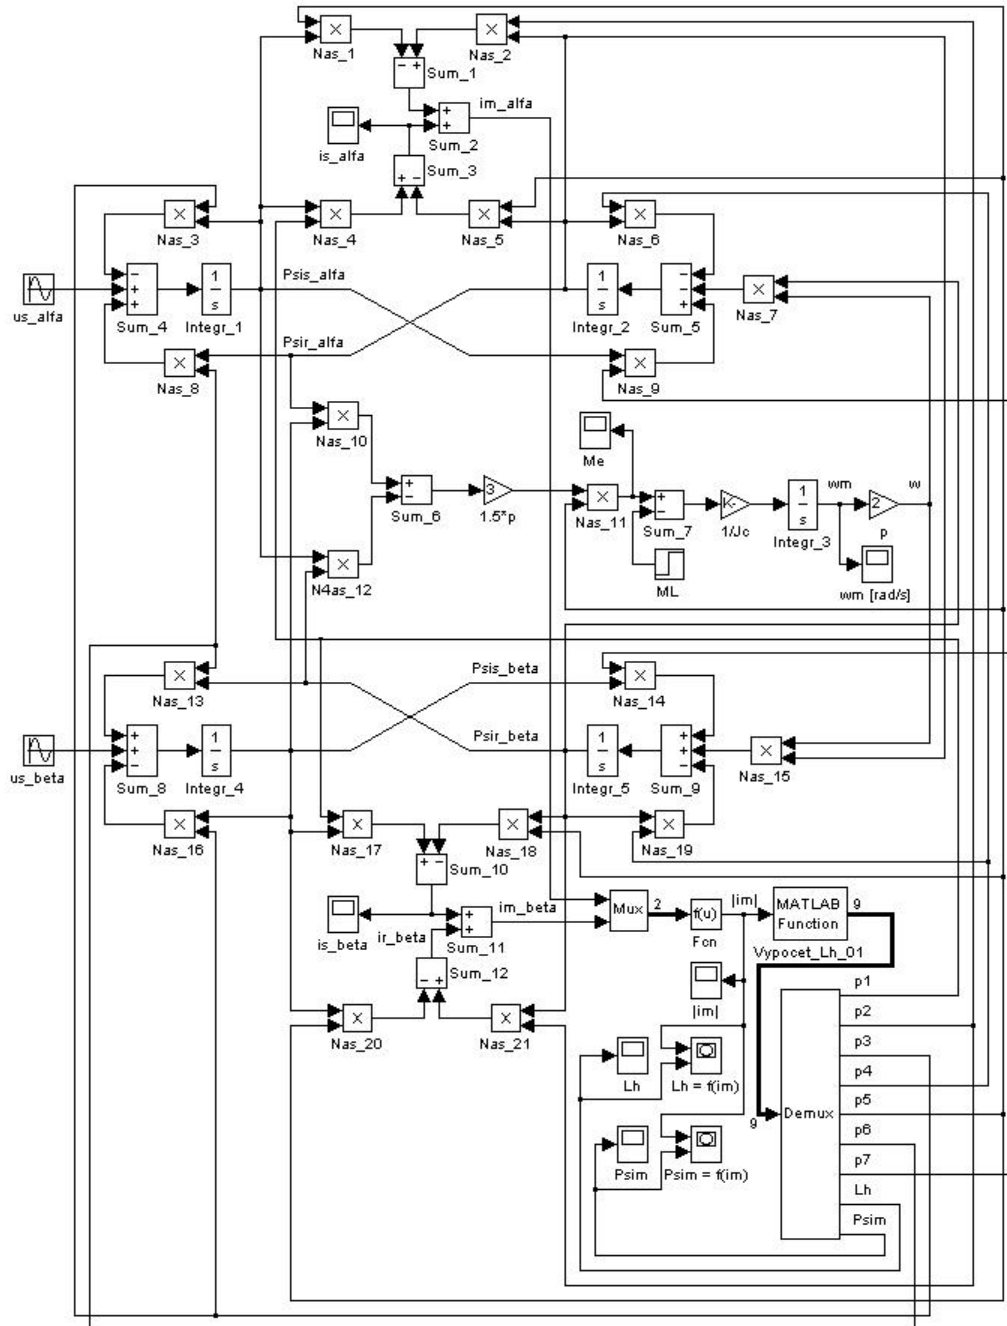 Nas_1
Nas_2
− +
Sum_1
im_alfa
+
+
Sum_2
is_alfa
+ −
Sum_3
Nas_3
Nas_4
Nas_5
Nas_6
us_alfa
−
+
+
Sum_4
1
s
Integr_1
Psis_alfa
1
s
Integr_2
−
−
+
Sum_5
Nas_7
Psir_alfa
Nas_8
Nas_9
Nas_10
Me
+
−
Sum_6
3
1.5*p
Nas_11
+
−
Sum_7
K-
1/Jc
1
s
Integr_3
wm
2
p
w
N4as_12
ML
wm [rad/s]
Nas_13
Psis_beta
Nas_14
us_beta
+
+
−
Sum_8
1
s
Integr_4
Psir_beta
1
s
Integr_5
+
+
−
Sum_9
Nas_15
Nas_16
Nas_17
Nas_18
Nas_19
+ −
Sum_10
is_beta
ir_beta
+
+
Sum_11
im_beta
Mux
2
f(u)
Fcn
|im|
MATLAB
Function
9
Vypocet_Lh_01
− +
Sum_12
|im|
Nas_20
Nas_21
Lh
Lh = f(im)
Psim
Psim = f(im)
9
Demux
p1
p2
p3
p4
p5
p6
p7
Lh
Psim